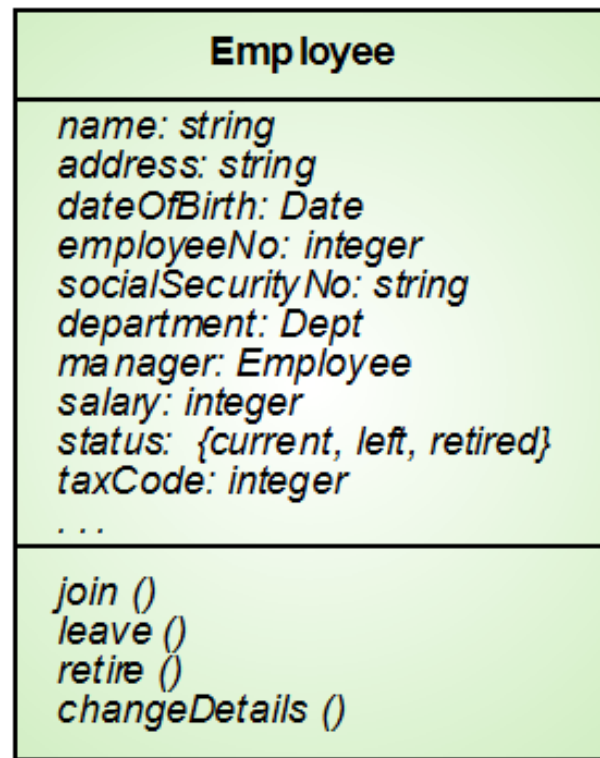 Employee
name: string
address: string
dateOfBirth: Date
employeeNo: integer
socialSecurityNo: string
department: Dept
manager: Employee
salary: integer
status: {current, left, retired}
taxCode: integer
. . .
join ()
leave ()
retire ()
changeDetails ()